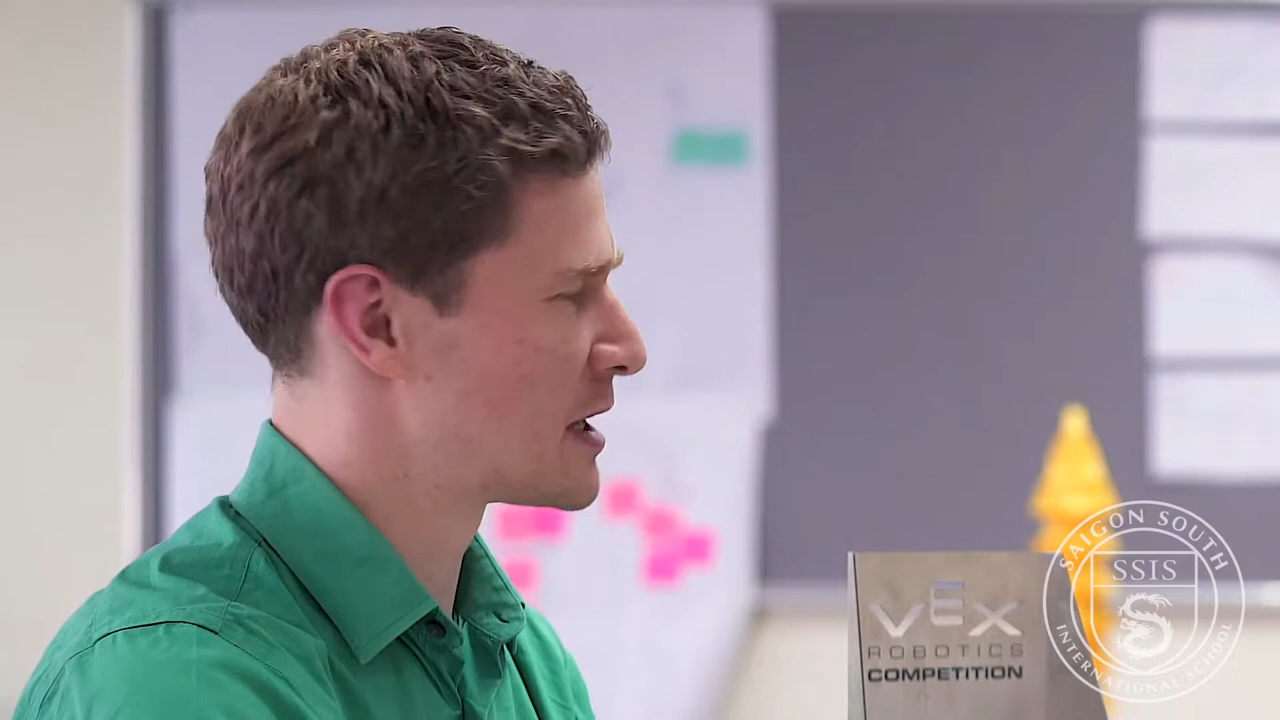 VEX
ROBOTICS
COMPETITION
SAIGON SOUTH
SSIS
INTERNATIONAL SCHOOL